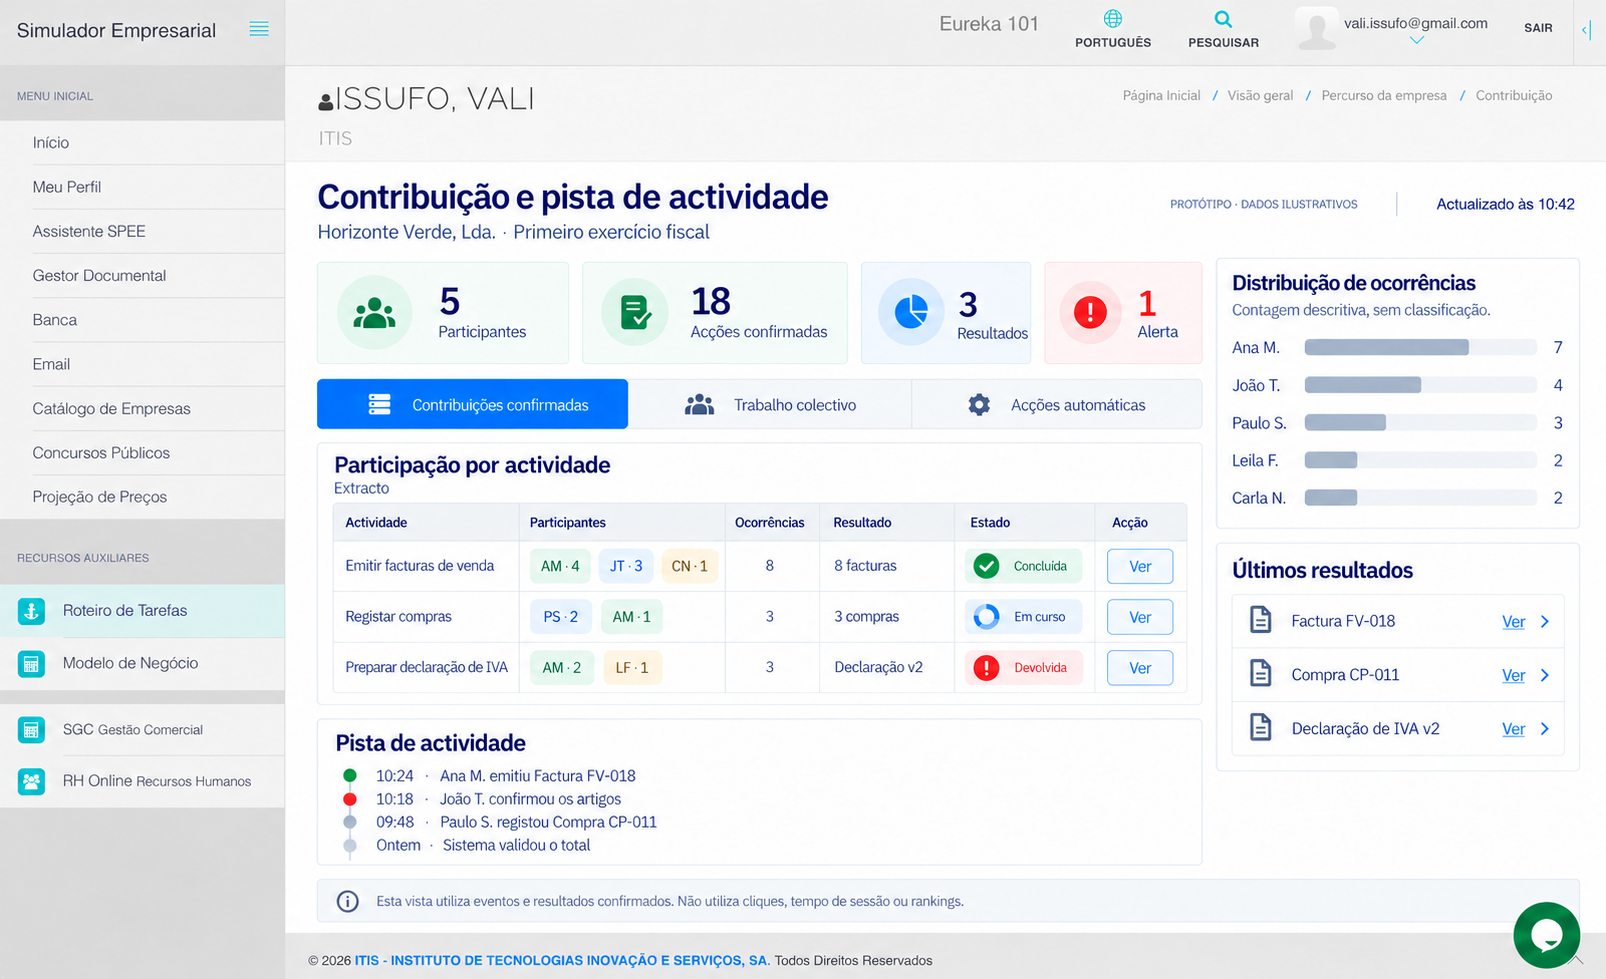 Simulador Empresarial
Eureka 101
PORTUGUÊS
PESQUISAR
vali.issufo@gmail.com
SAIR
MENU INICIAL
Início
Meu Perfil
Assistente SPEE
Gestor Documental
Banca
Email
Catálogo de Empresas
Concursos Públicos
Projeção de Preços
RECURSOS AUXILIARES
Roteiro de Tarefas
Modelo de Negócio
SGC Gestão Comercial
RH Online Recursos Humanos
ISSUFO, VALI
ITIS
Página Inicial / Visão geral / Percurso da empresa / Contribuição
Contribuição e pista de actividade
Horizonte Verde, Lda. · Primeiro exercício fiscal
PROTÓTIPO · DADOS ILUSTRATIVOS
Actualizado às 10:42
5
Participantes
18
Acções confirmadas
3
Resultados
1
Alerta
Contribuições confirmadas
Trabalho colectivo
Acções automáticas
Participação por actividade
Extracto
Actividade Participantes Ocorrências Resultado Estado Acção
Emitir facturas de venda AM · 4 JT · 3 CN · 1 8 8 facturas Concluída Ver
Registar compras PS · 2 AM · 1 3 3 compras Em curso Ver
Preparar declaração de IVA AM · 2 LF · 1 3 Declaração v2 Devolvida Ver
Pista de actividade
10:24 · Ana M. emitiu Factura FV-018
10:18 · João T. confirmou os artigos
09:48 · Paulo S. registou Compra CP-011
Ontem · Sistema validou o total
Distribuição de ocorrências
Contagem descritiva, sem classificação.
Ana M. 7
João T. 4
Paulo S. 3
Leila F. 2
Carla N. 2
Últimos resultados
Factura FV-018 Ver
Compra CP-011 Ver
Declaração de IVA v2 Ver
Esta vista utiliza eventos e resultados confirmados. Não utiliza cliques, tempo de sessão ou rankings.
© 2026 ITIS - INSTITUTO DE TECNOLOGIAS INOVAÇÃO E SERVIÇOS, SA. Todos Direitos Reservados